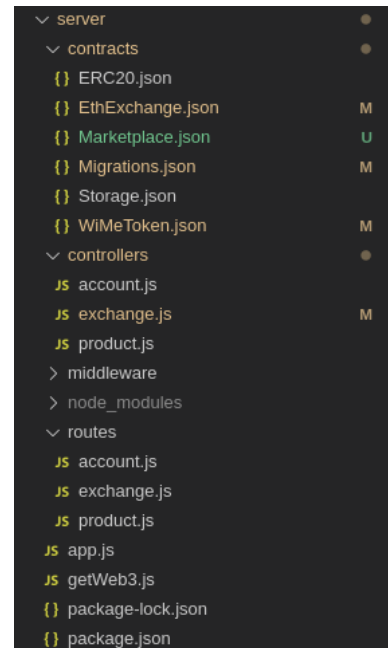 server
contracts
{} ERC20.json
{} EthExchange.json M
{} Marketplace.json U
{} Migrations.json M
{} Storage.json
{} WiMeToken.json M
controllers
JS account.js
JS exchange.js M
JS product.js
middleware
node_modules
routes
JS account.js
JS exchange.js
JS product.js
JS app.js
JS getWeb3.js
{} package-lock.json
{} package.json